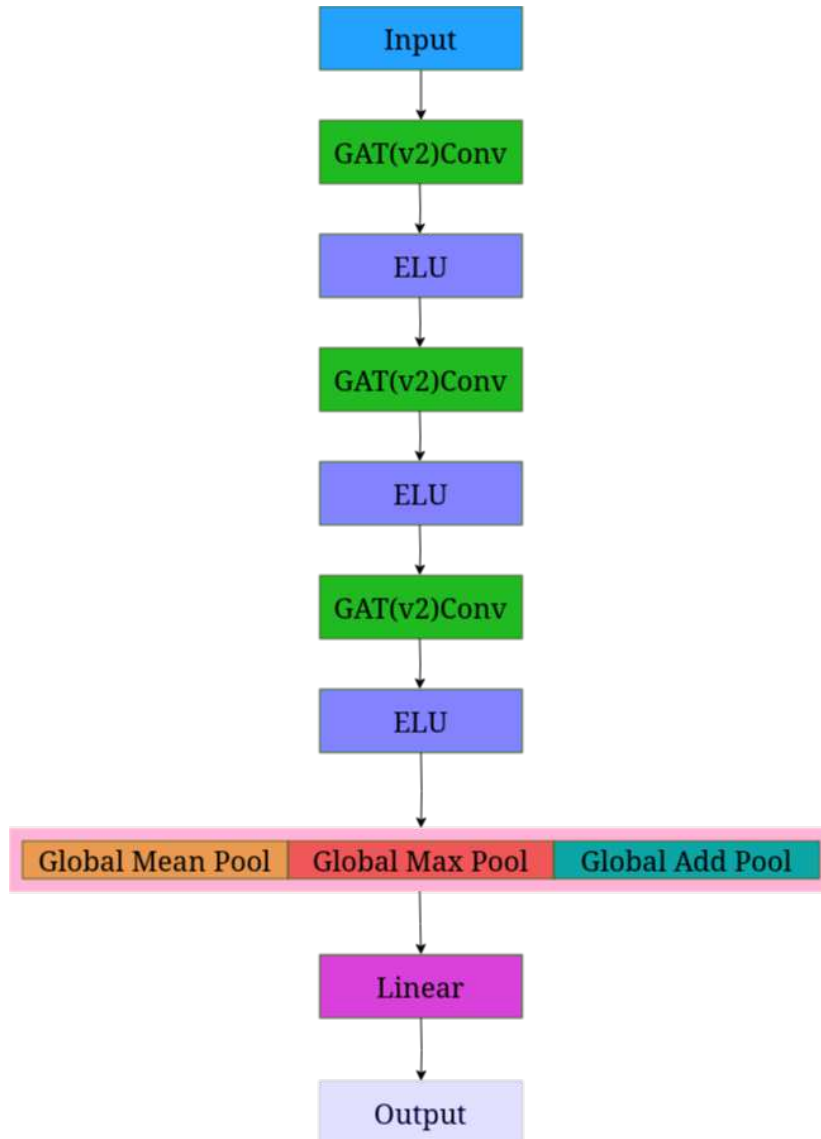 Input
GAT(v2)Conv
ELU
GAT(v2)Conv
ELU
GAT(v2)Conv
ELU
Global Mean Pool Global Max Pool Global Add Pool
Linear
Output